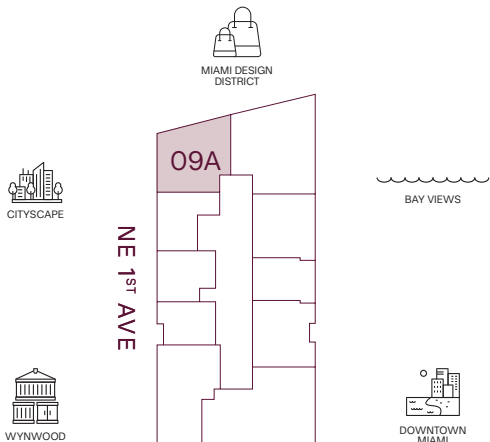 MIAMI DESIGN
DISTRICT
09A
CITYSCAPE
BAY VIEWS
NE 1ST AVE
WYNWOOD
DOWNTOWN
MIAMI